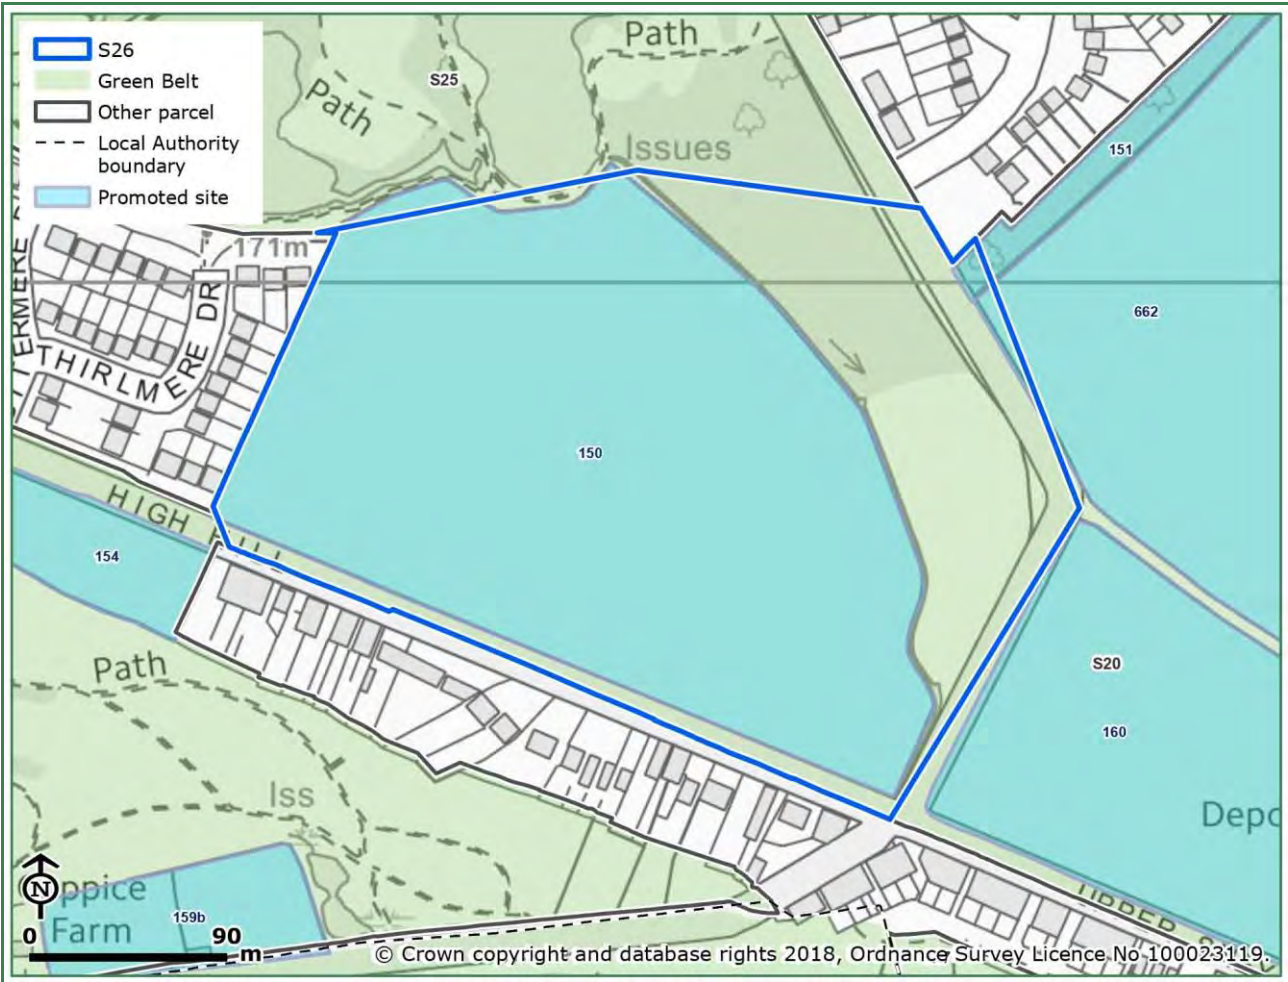 S26
Green Belt
Other parcel
Local Authority
boundary
Promoted site
Path
S25
Path
Issues
151
171m
662
THIRLMERE DR
150
HIGH HILL
154
S20
160
Path
Iss
Depo
159b
Farm
UPPER
N
0 90
m
© Crown copyright and database rights 2018, Ordnance Survey Licence No 100023119.